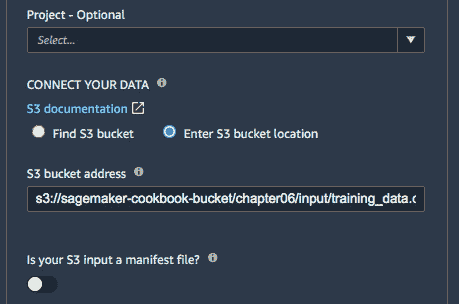 Project - Optional
Select...
CONNECT YOUR DATA
S3 documentation
Find S3 bucket Enter S3 bucket location
S3 bucket address
s3://sagemaker-cookbook-bucket/chapter06/input/training_data.c
Is your S3 input a manifest file?